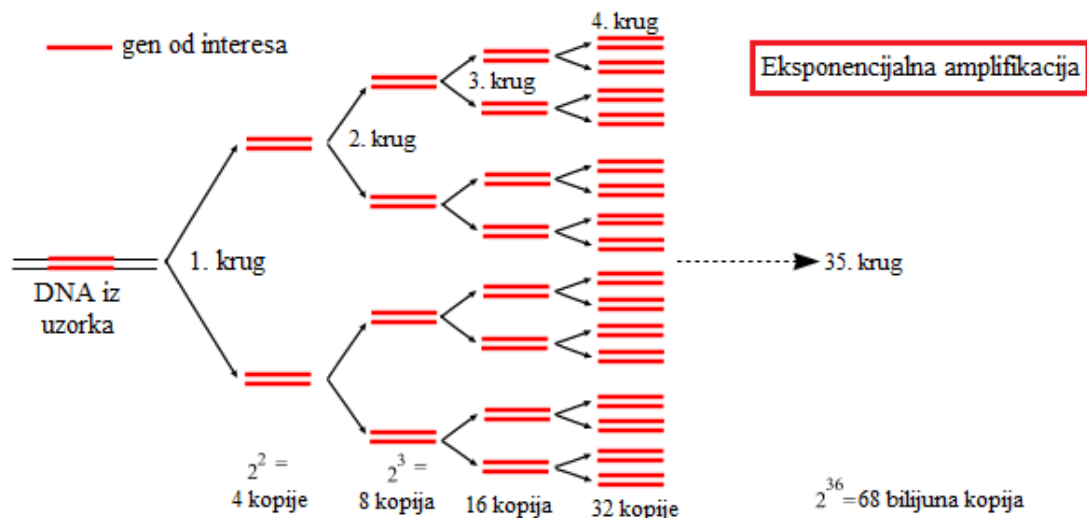 gen od interesa
4. krug
Eksponencijalna amplifikacija
3. krug
2. krug
1. krug
35. krug
DNA iz
uzorka
2² =
4 kopije
2³ =
8 kopija
16 kopija
32 kopije
2³⁶=68 bilijuna kopija